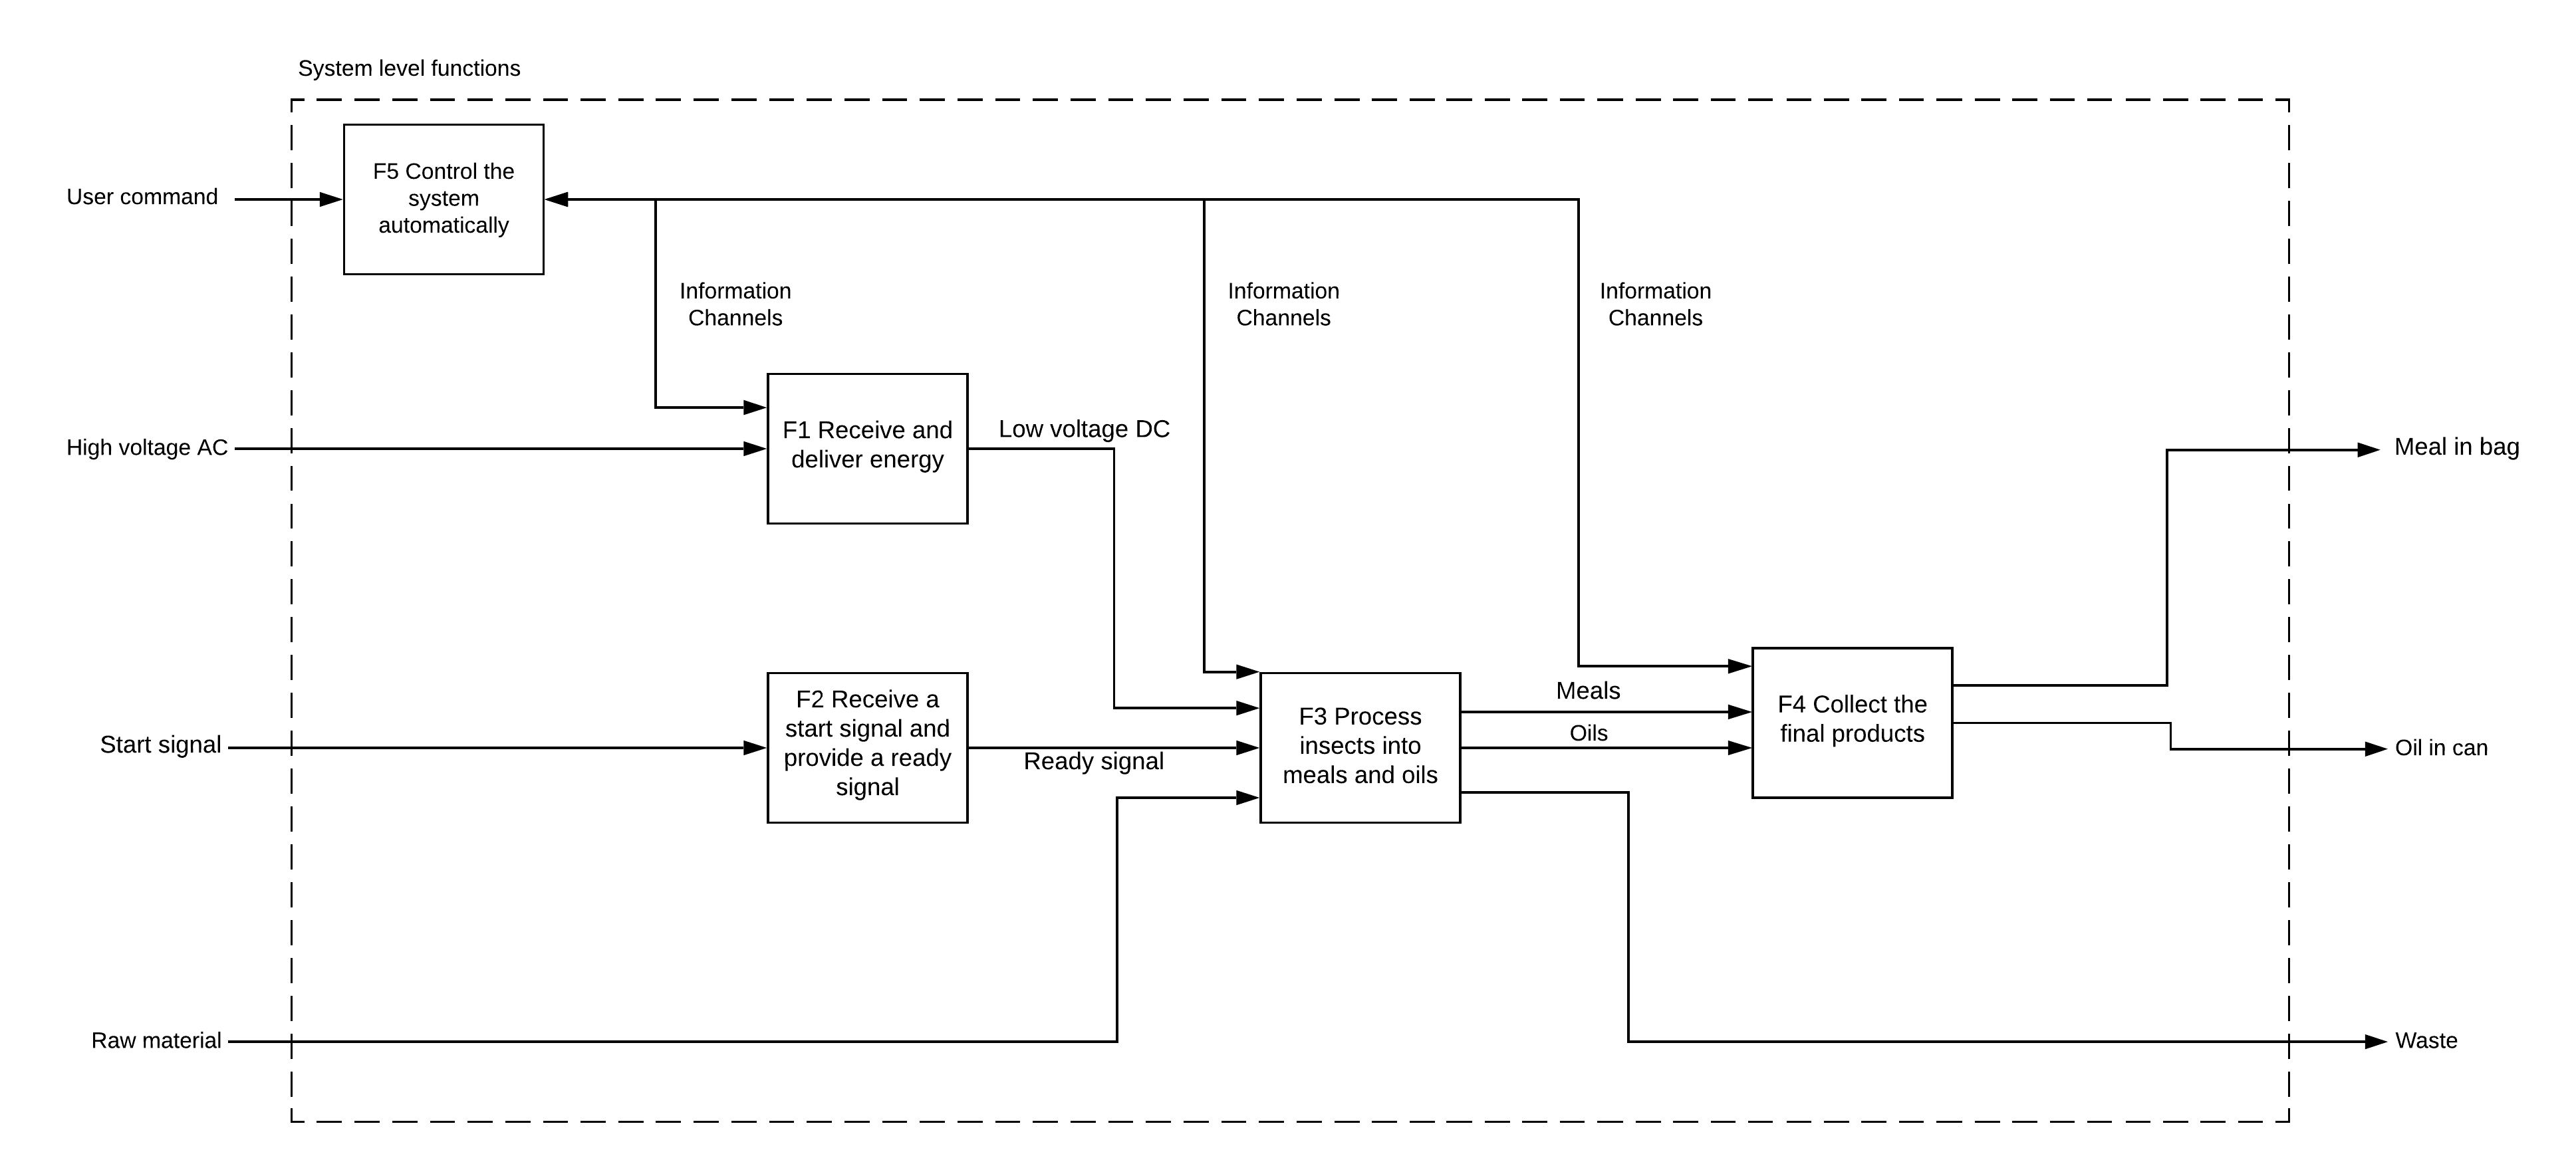 System level functions
User command
F5 Control the
system
automatically
Information
Channels
Information
Channels
Information
Channels
High voltage AC
F1 Receive and
deliver energy
Low voltage DC
Meal in bag
Start signal
F2 Receive a
start signal and
provide a ready
signal
Ready signal
F3 Process
insects into
meals and oils
Meals
Oils
F4 Collect the
final products
Oil in can
Raw material
Waste